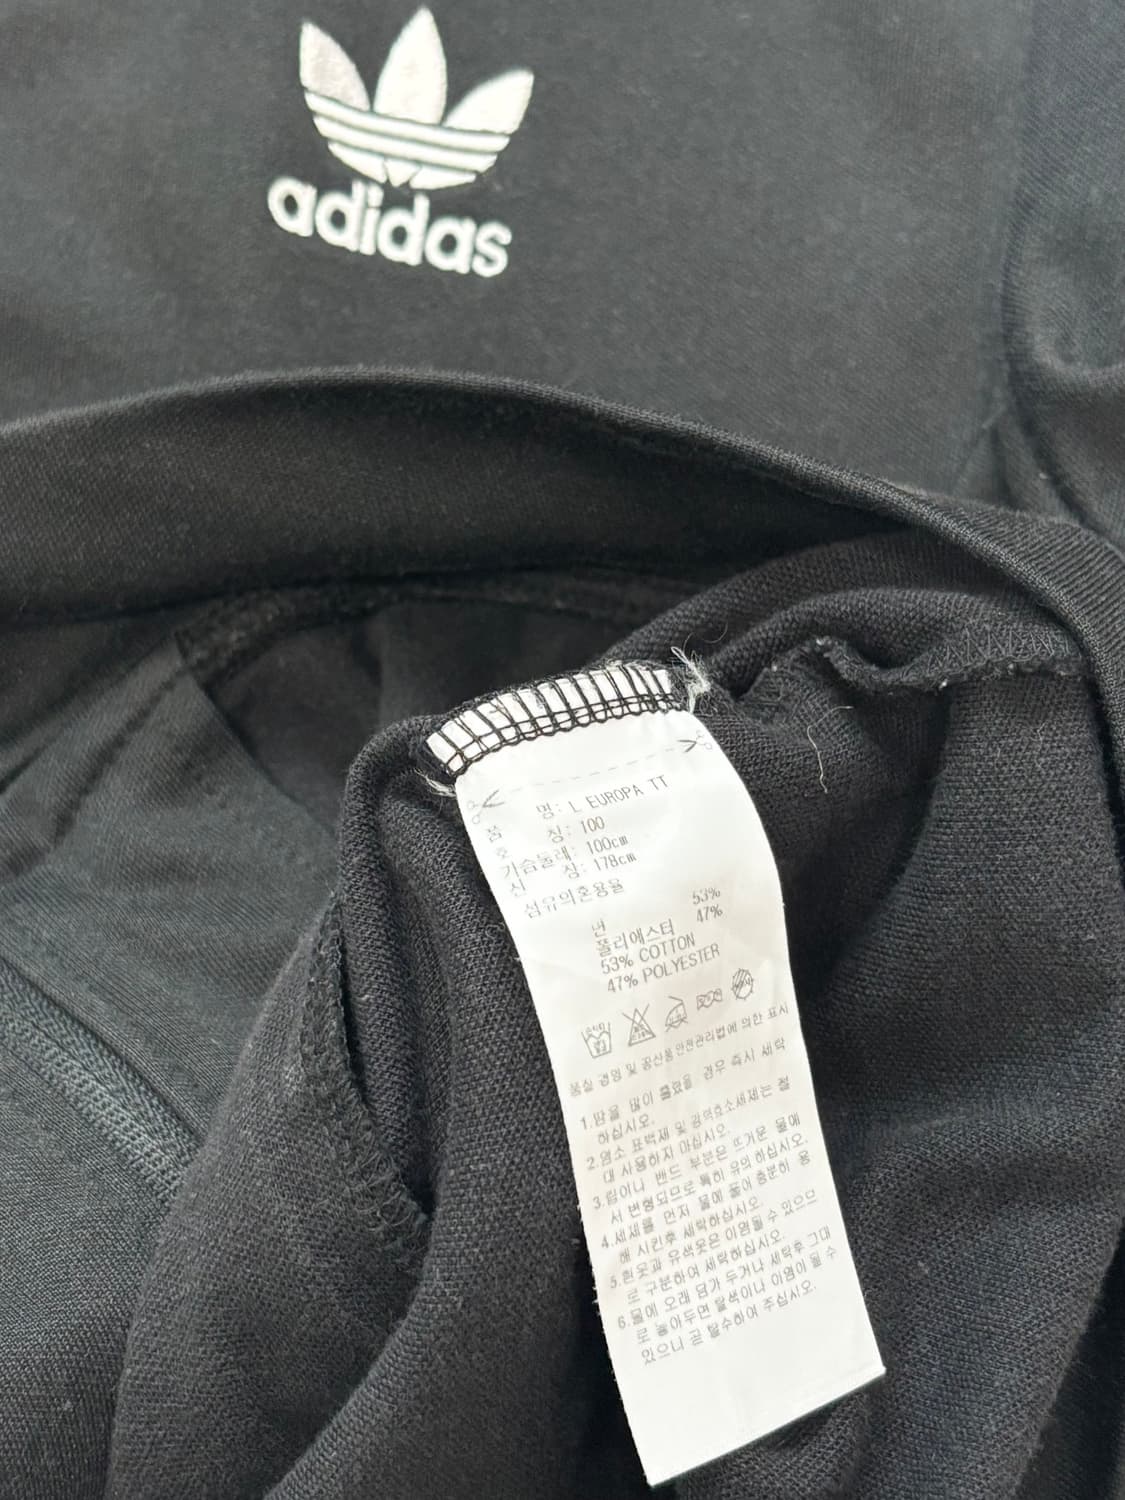 adidas
품 명: L EUROPA TT
호 칭: 100
가슴둘레: 100cm
신 장: 178cm
섬유의혼용율
면 53%
폴리에스터 47%
53% COTTON
47% POLYESTER
품질 경영 및 공산품안전관리법에 의한 표시
1.땀을 많이 흘렸을 경우 즉시 세탁
하십시오.
2.염소 표백제 및 광역효소세제는 절
대 사용하지 마십시오.
3.립이나 밴드 부분은 뜨거운 물에
서 변형되므로 특히 유의 하십시오.
4.세제를 먼저 물에 풀어 충분히 용
해 시킨후 세탁하십시오.
5.흰옷과 유색옷은 이염될 수 있으므
로 구분하여 세탁하십시오.
6.물에 오래 담가 두거나 세탁후 그대
로 놓아두면 탈색이나 이염이 될 수
있으니 곧 탈수하여 주십시오.